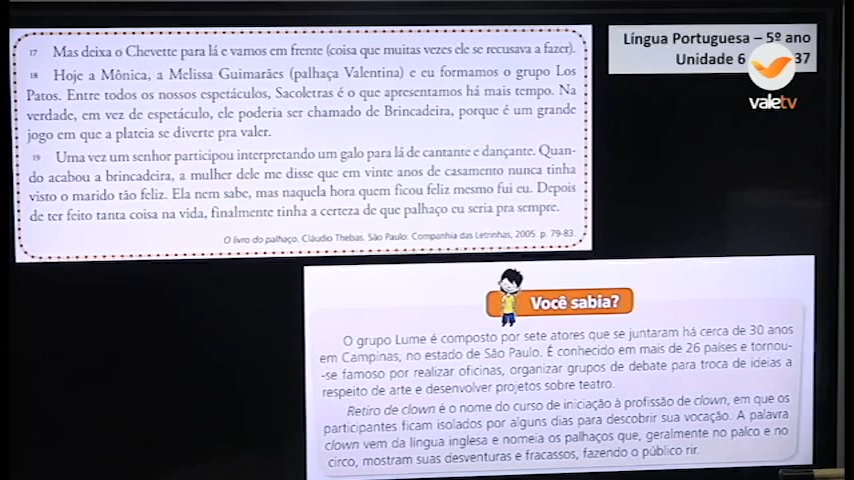 17 Mas deixa o Chevette para lá e vamos em frente (coisa que muitas vezes ele se recusava a fazer).
18 Hoje a Mônica, a Melissa Guimarães (palhaça Valentina) e eu formamos o grupo Los
Patos. Entre todos os nossos espetáculos, Sacoletras é o que apresentamos há mais tempo. Na
verdade, em vez de espetáculo, ele poderia ser chamado de Brincadeira, porque é um grande
jogo em que a plateia se diverte pra valer.
19 Uma vez um senhor participou interpretando um galo para lá de cantante e dançante. Quan-
do acabou a brincadeira, a mulher dele me disse que em vinte anos de casamento nunca tinha
visto o marido tão feliz. Ela nem sabe, mas naquela hora quem ficou feliz mesmo fui eu. Depois
de ter feito tanta coisa na vida, finalmente tinha a certeza de que palhaço eu seria pra sempre.
O livro do palhaço. Cláudio Thebas. São Paulo: Companhia das Letrinhas, 2005. p. 79-83.
Língua Portuguesa – 5º ano
Unidade 6 37
valetv
Você sabia?
O grupo Lume é composto por sete atores que se juntaram há cerca de 30 anos
em Campinas, no estado de São Paulo. É conhecido em mais de 26 países e tornou-
-se famoso por realizar oficinas, organizar grupos de debate para troca de ideias a
respeito de arte e desenvolver projetos sobre teatro.
Retiro de clown é o nome do curso de iniciação à profissão de clown, em que os
participantes ficam isolados por alguns dias para descobrir sua vocação. A palavra
clown vem da língua inglesa e nomeia os palhaços que, geralmente no palco e no
circo, mostram suas desventuras e fracassos, fazendo o público rir.